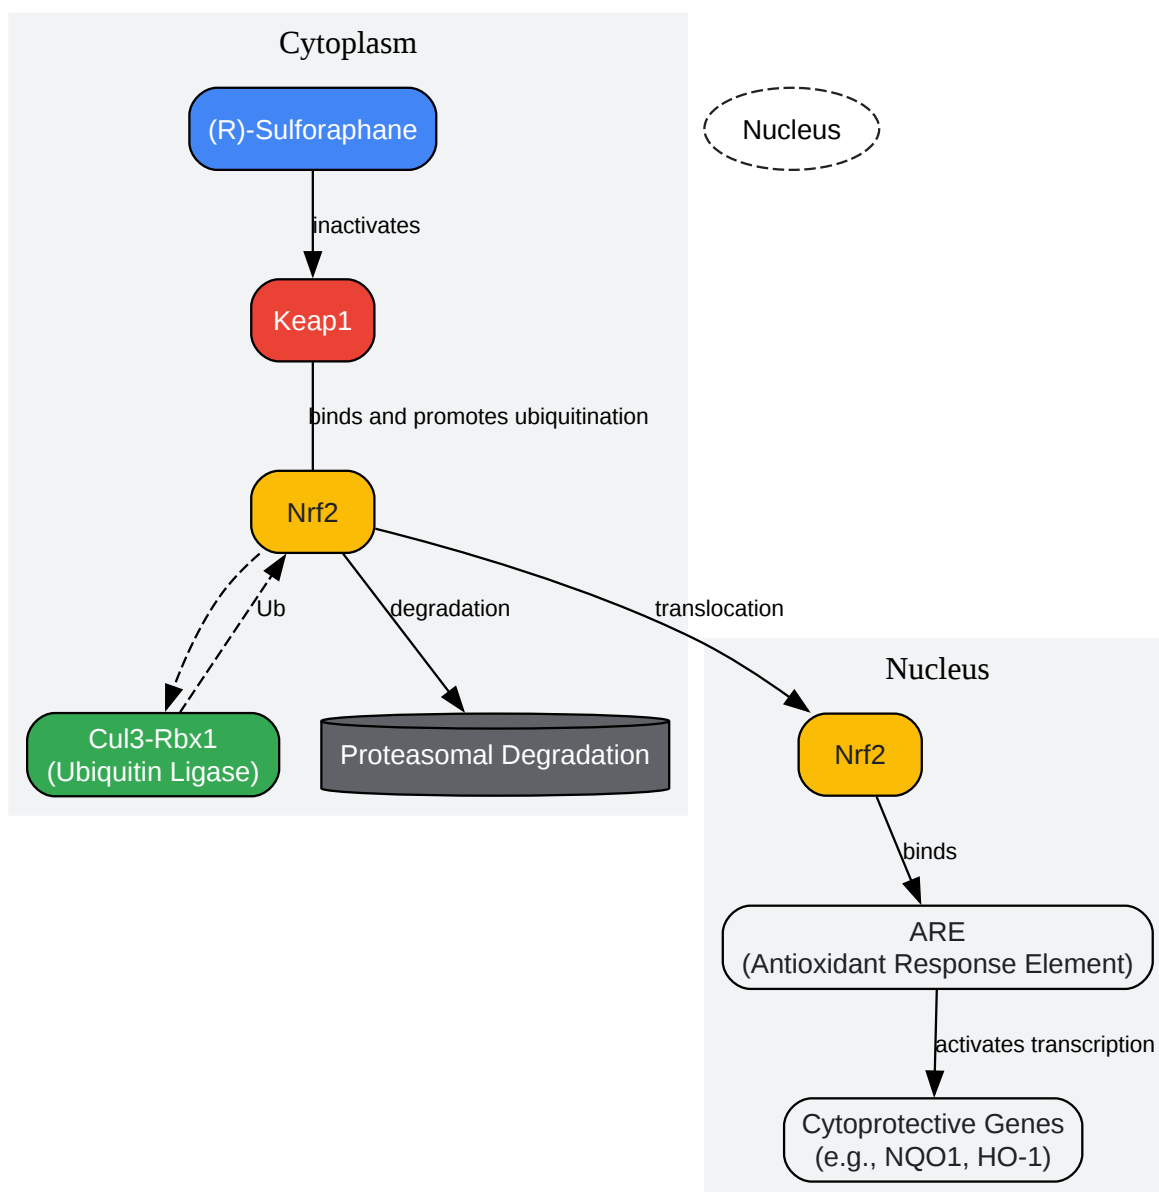 Cytoplasm
(R)-Sulforaphane
Nucleus
inactivates
Keap1
binds and promotes ubiquitination
Nrf2
Ub
degradation
translocation
Nucleus
Cul3-Rbx1
(Ubiquitin Ligase)
Proteasomal Degradation
Nrf2
binds
ARE
(Antioxidant Response Element)
activates transcription
Cytoprotective Genes
(e.g., NQO1, HO-1)